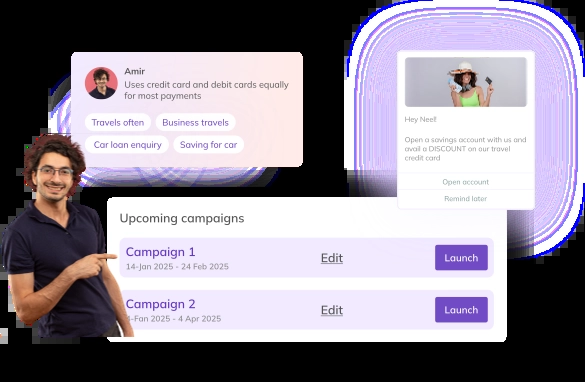 Amir
Uses credit card and debit cards equally
for most payments
Travels often
Business travels
Car loan enquiry
Saving for car
Hey Neel!
Open a savings account with us and
avail a DISCOUNT on our travel
credit card
Open account
Remind later
Upcoming campaigns
Campaign 1
14-Jan 2025 - 24 Feb 2025
Edit
Launch
Campaign 2
4-Fan 2025 - 4 Apr 2025
Edit
Launch